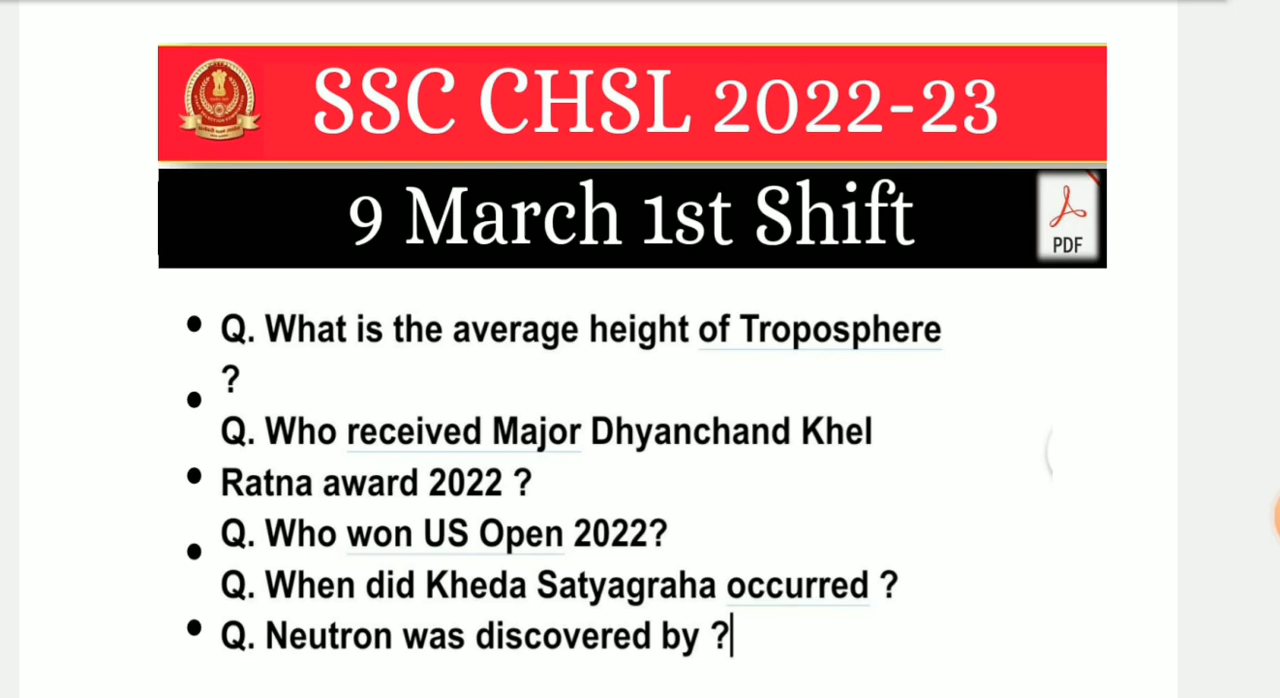 SSC CHSL 2022-23
9 March 1st Shift
PDF
• Q. What is the average height of Troposphere
?
•
Q. Who received Major Dhyanchand Khel
• Ratna award 2022 ?
Q. Who won US Open 2022?
•
Q. When did Kheda Satyagraha occurred ?
• Q. Neutron was discovered by ?